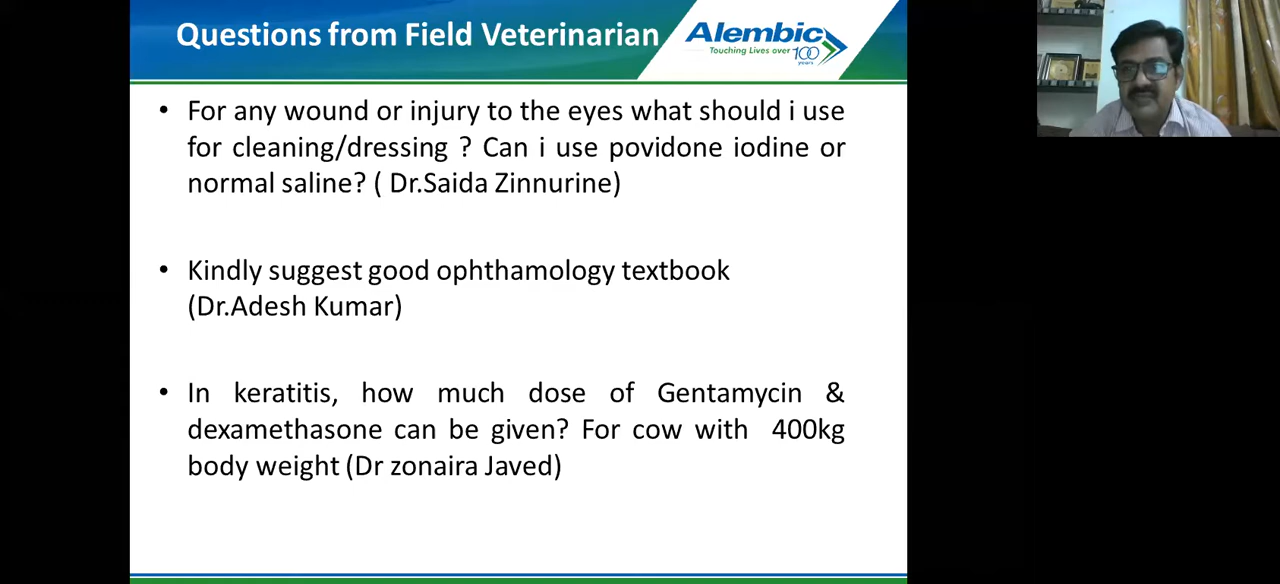 Questions from Field Veterinarian
Alembic
Touching Lives over 100
years
• For any wound or injury to the eyes what should i use
for cleaning/dressing ? Can i use povidone iodine or
normal saline? ( Dr.Saida Zinnurine)
• Kindly suggest good ophthamology textbook
(Dr.Adesh Kumar)
• In keratitis, how much dose of Gentamycin &
dexamethasone can be given? For cow with 400kg
body weight (Dr zonaira Javed)